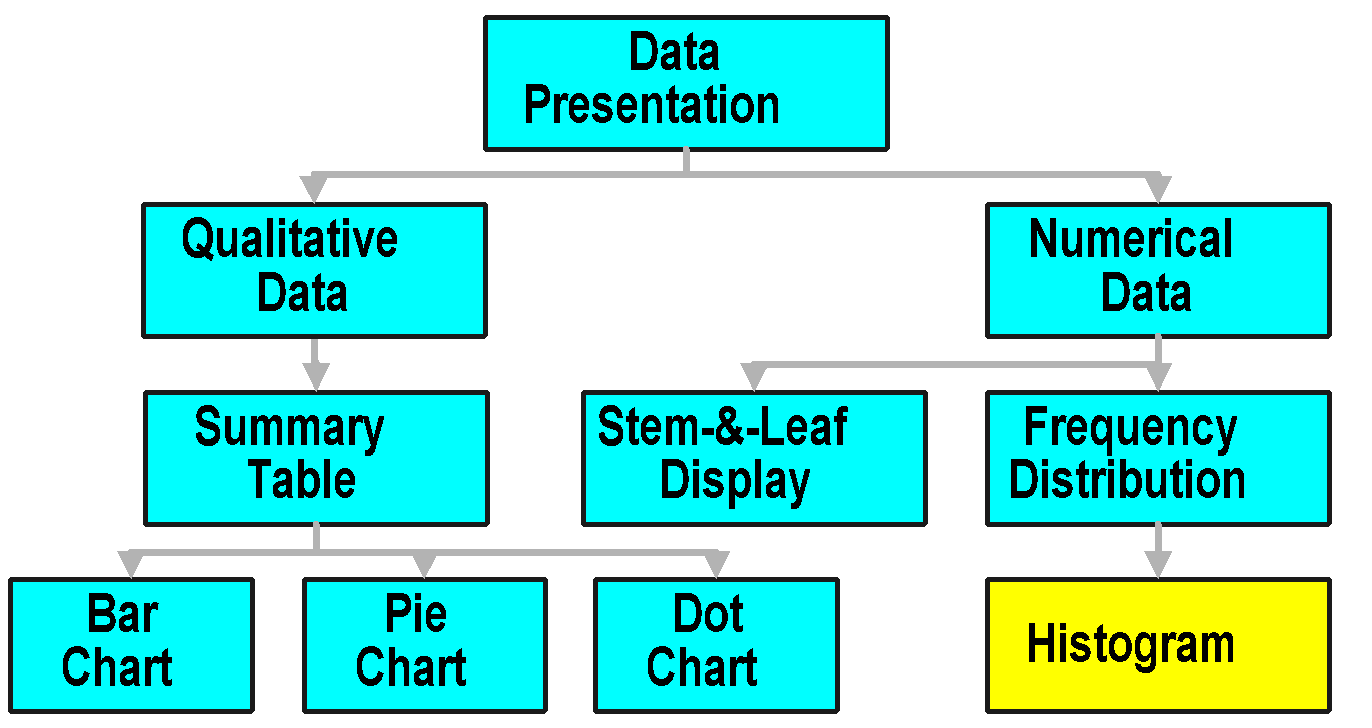 Data
Presentation
Qualitative
Data
Numerical
Data
Summary
Table
Stem-&-Leaf
Display
Frequency
Distribution
Bar
Chart
Pie
Chart
Dot
Chart
Histogram